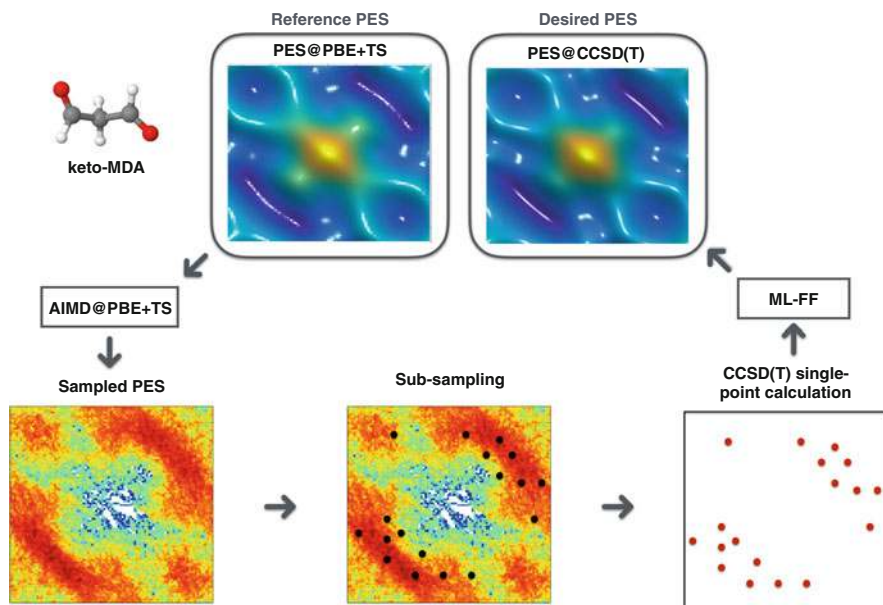 Reference PES
Desired PES
PES@PBE+TS
PES@CCSD(T)
keto-MDA
AIMD@PBE+TS
ML-FF
Sampled PES
Sub-sampling
CCSD(T) single-
point calculation